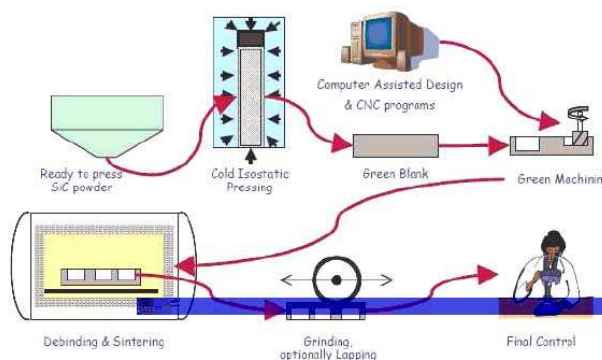 Computer Assisted Design
& CNC programs
Ready to press
SiC powder
Cold Isostatic
Pressing
Green Blank
Green Machinin
Debinding & Sintering
Grinding,
optionally Lapping
Final Control